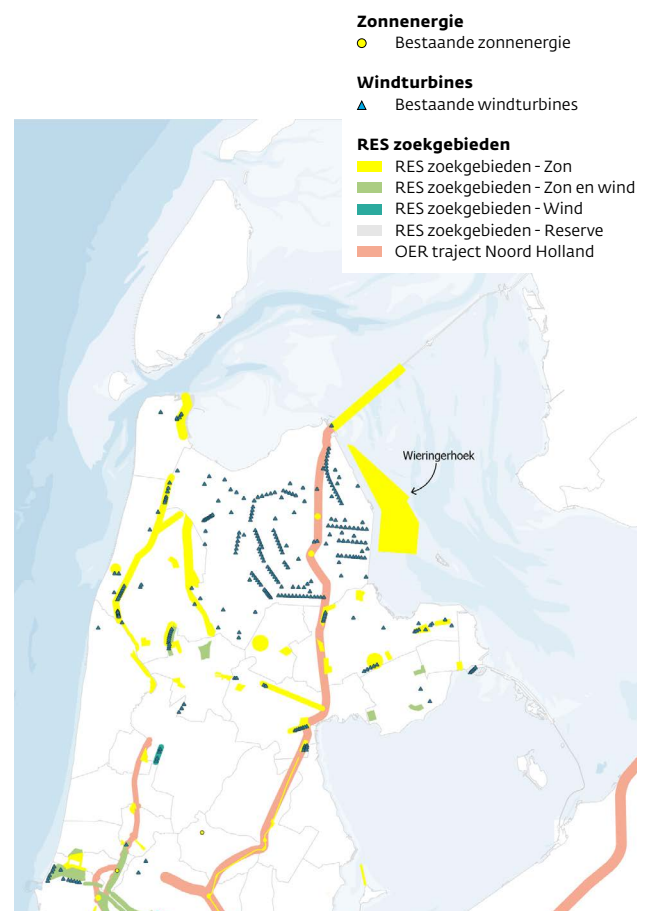 Zonnenergie
Bestaande zonnenergie
Windturbines
Bestaande windturbines
RES zoekgebieden
RES zoekgebieden - Zon
RES zoekgebieden - Zon en wind
RES zoekgebieden - Wind
RES zoekgebieden - Reserve
OER traject Noord Holland
Wieringerhoek